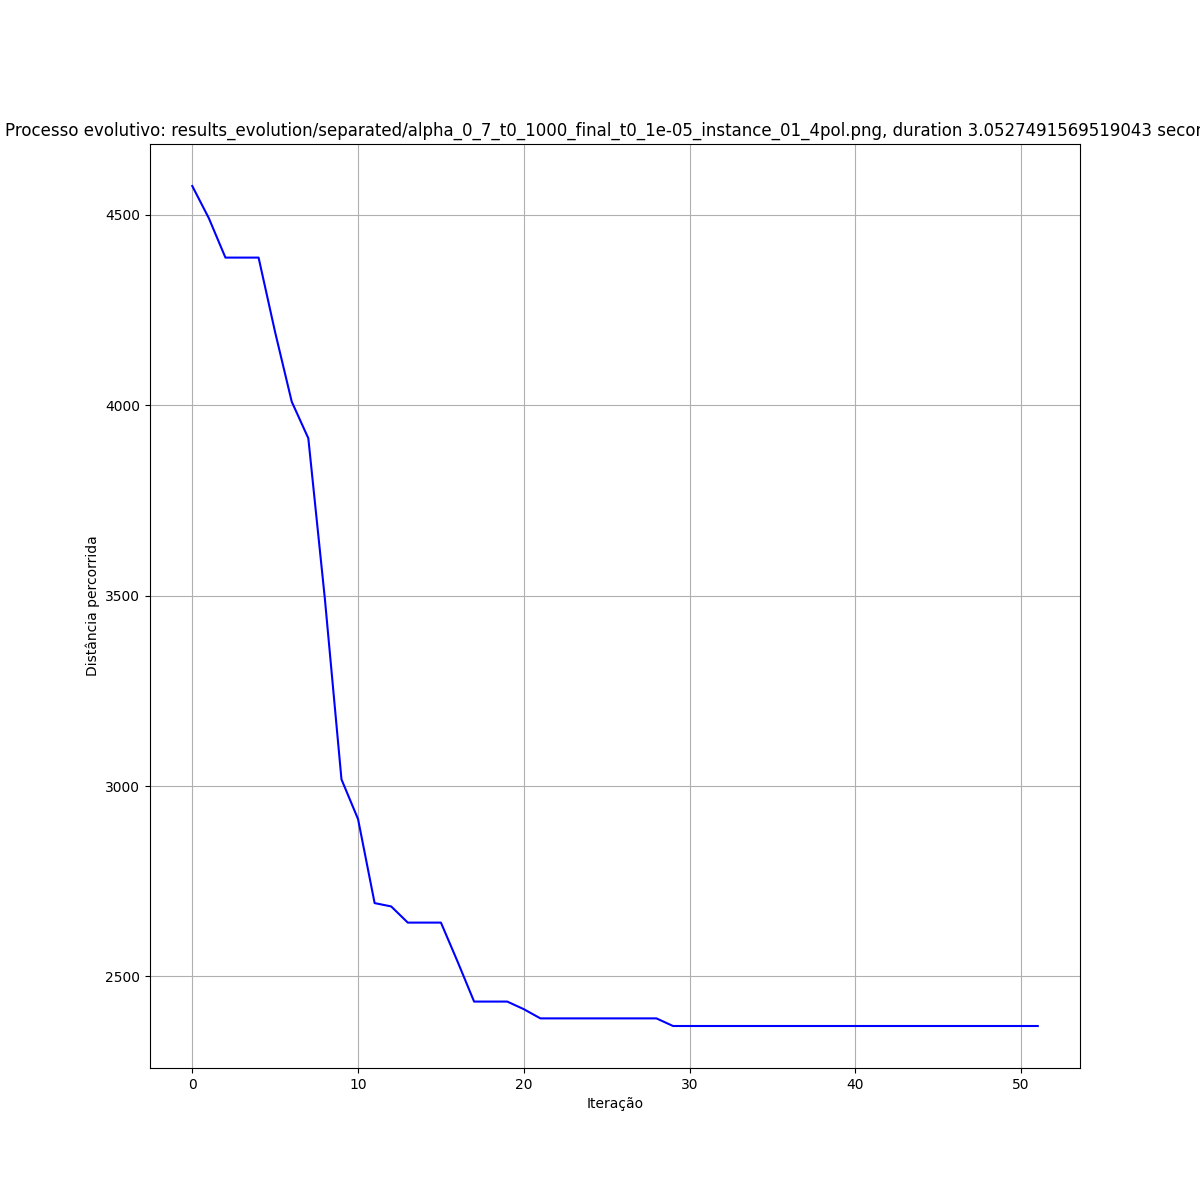 Processo evolutivo: results_evolution/separated/alpha_0_7_t0_1000_final_t0_1e-05_instance_01_4pol.png, duration 3.0527491569519043
4500
4000
3500
3000
2500
Distância percorrida
0 10 20 30 40 50
Iteração